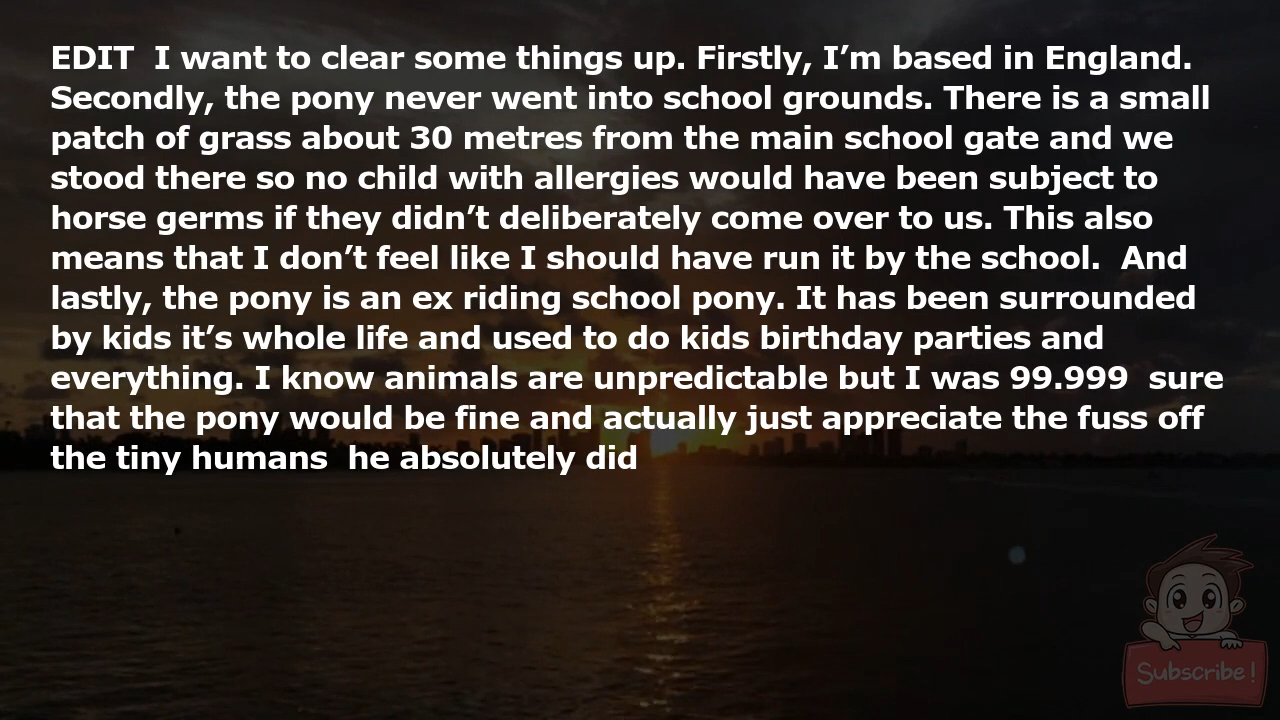 EDIT  I want to clear some things up. Firstly, I’m based in England.
Secondly, the pony never went into school grounds. There is a small
patch of grass about 30 metres from the main school gate and we
stood there so no child with allergies would have been subject to
horse germs if they didn’t deliberately come over to us. This also
means that I don’t feel like I should have run it by the school.  And
lastly, the pony is an ex riding school pony. It has been surrounded
by kids it’s whole life and used to do kids birthday parties and
everything. I know animals are unpredictable but I was 99.999  sure
that the pony would be fine and actually just appreciate the fuss off
the tiny humans  he absolutely did
Subscribe!